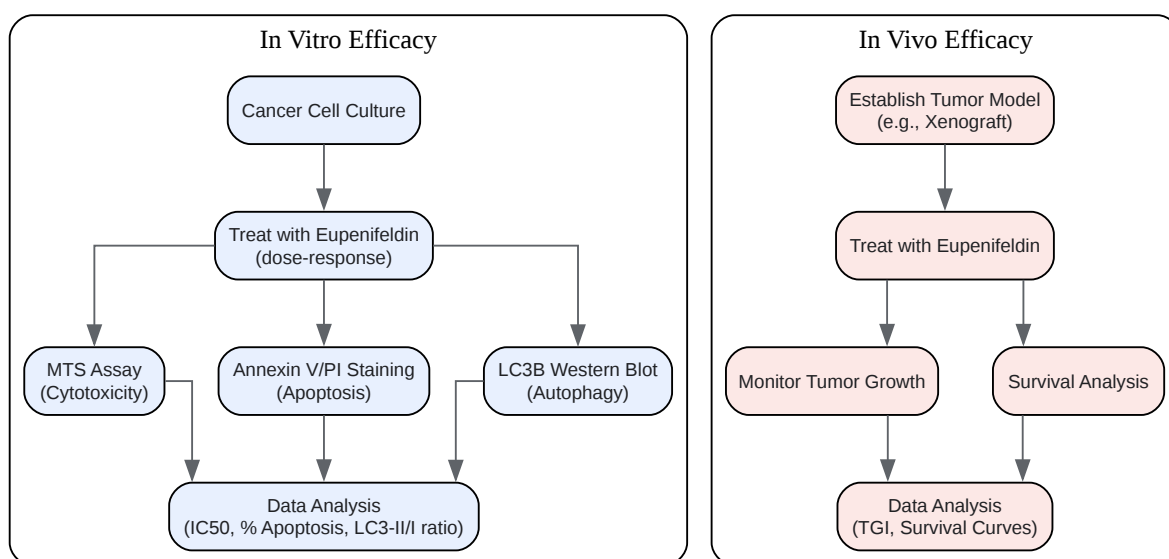 In Vitro Efficacy
Cancer Cell Culture
Treat with Eupenifeldin
(dose-response)
MTS Assay
(Cytotoxicity)
Annexin V/PI Staining
(Apoptosis)
LC3B Western Blot
(Autophagy)
Data Analysis
(IC50, % Apoptosis, LC3-II/I ratio)
In Vivo Efficacy
Establish Tumor Model
(e.g., Xenograft)
Treat with Eupenifeldin
Monitor Tumor Growth
Survival Analysis
Data Analysis
(TGI, Survival Curves)